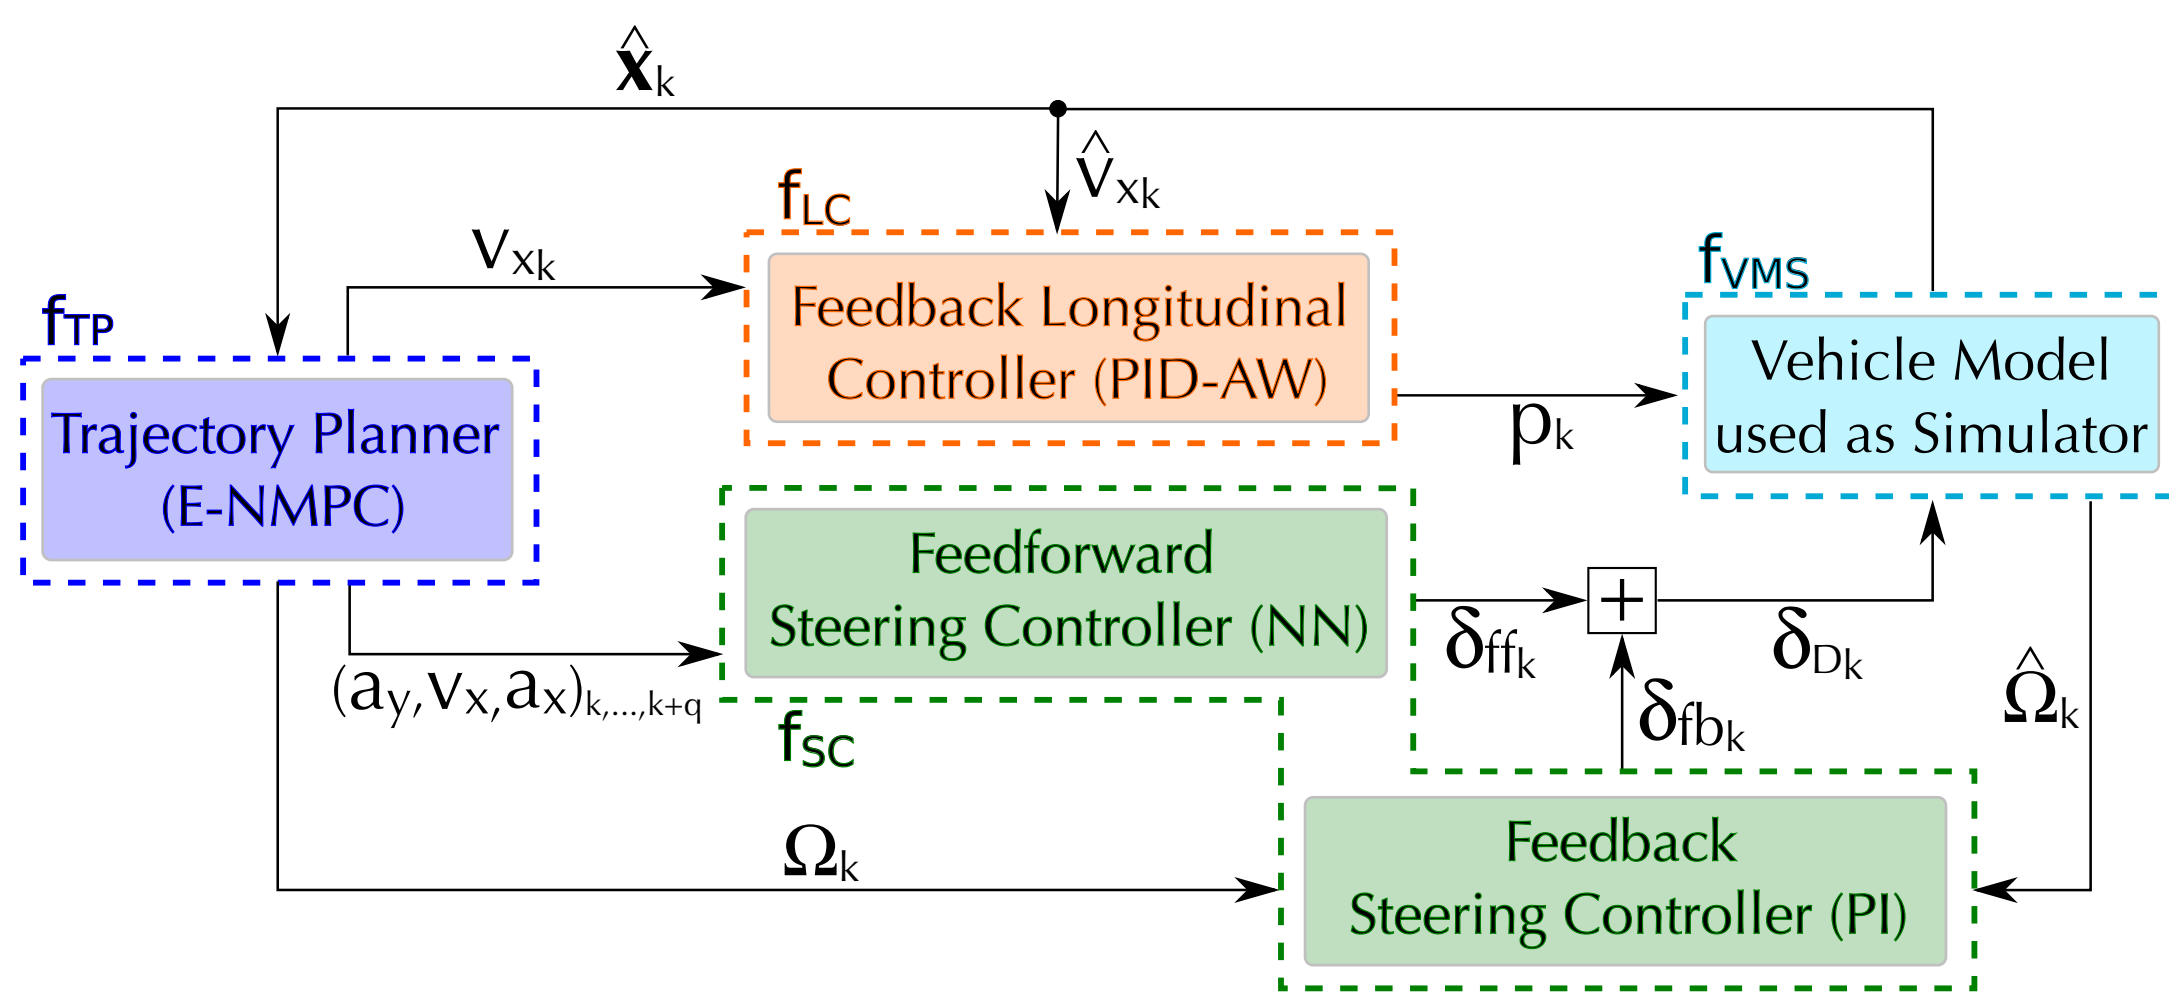 x̂k
v̂xk
fLC
vxk
Feedback Longitudinal
Controller (PID-AW)
fVMS
Vehicle Model
used as Simulator
fTP
Trajectory Planner
(E-NMPC)
pk
Feedforward
Steering Controller (NN)
fSC
(ay,vx,ax)k,...,k+q
δffk
+
δDk
δfbk
Ω̂k
Ωk
Feedback
Steering Controller (PI)